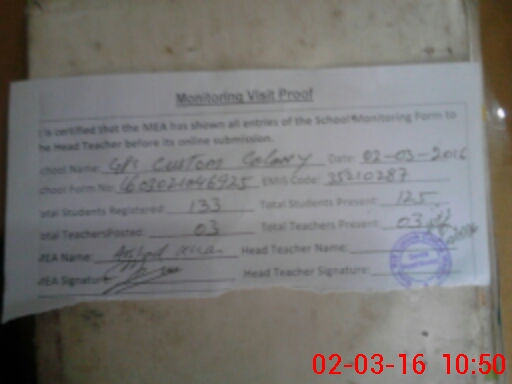 Monitoring Visit Proof
is certified that the MEA has shown all entries of the School Monitoring Form to
he Head Teacher before its online submission.
chool Name: GPS Custom Colony Date: 02-03-2016
chool Form No: 1603021046925 EMIS Code: 35210287
otal Students Registered: 133 Total Students Present: 125
otal TeachersPosted: 03 Total Teachers Present: 03
MEA Name: Head Teacher Name:
MEA Signature Head Teacher Signature:
02-03-16 10:50